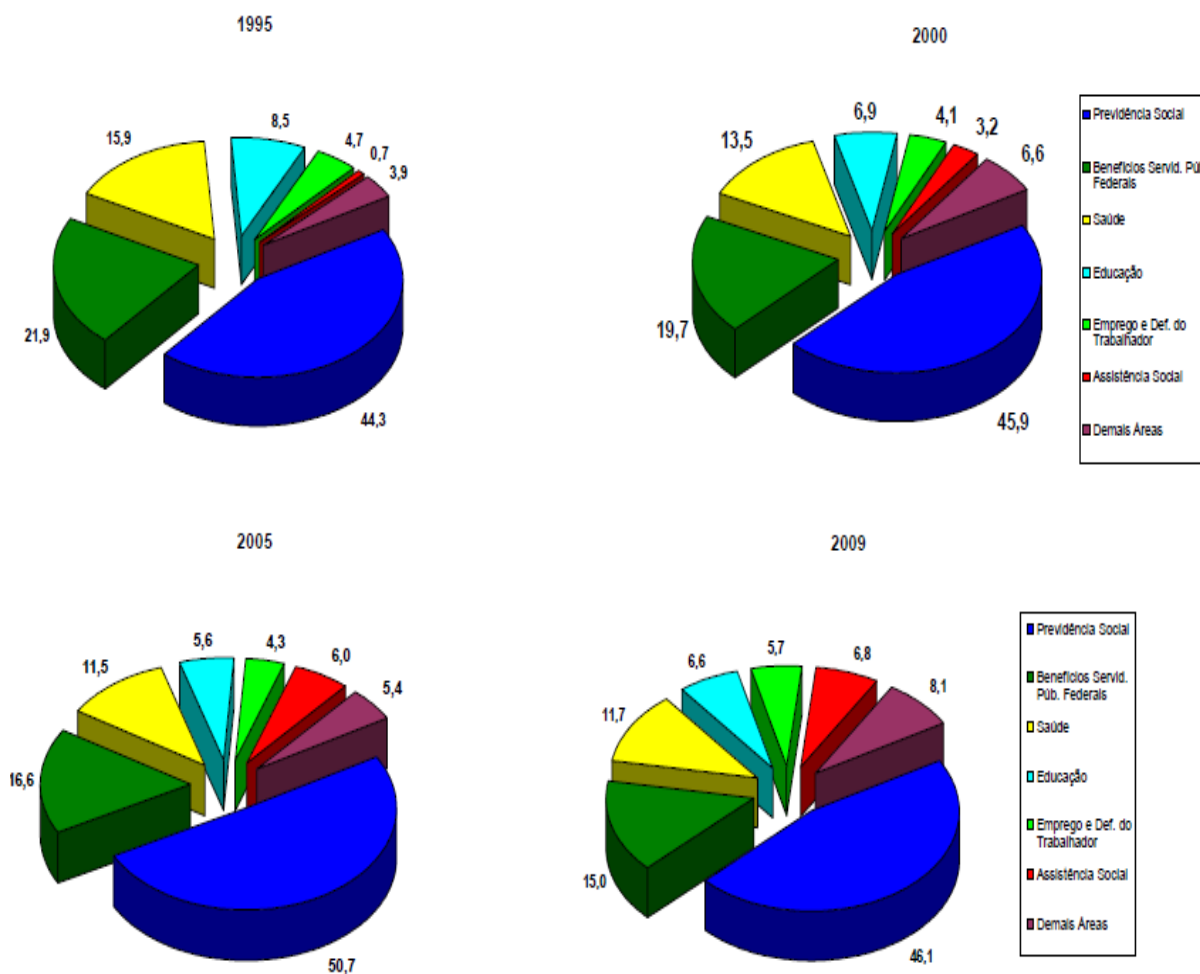 1995
8,5
4,7
0,7
3,9
15,9
21,9
44,3
2000
6,9
4,1
3,2
6,6
13,5
19,7
45,9
Previdência Social
Benefícios Servid. Púb
Federais
Saúde
Educação
Emprego e Def. do
Trabalhador
Assistência Social
Demais Áreas
2005
5,6
4,3
6,0
5,4
11,5
16,6
50,7
2009
6,6
5,7
6,8
8,1
11,7
15,0
46,1
Previdência Social
Benefícios Servid.
Púb. Federais
Saúde
Educação
Emprego e Def. do
Trabalhador
Assistência Social
Demais Áreas